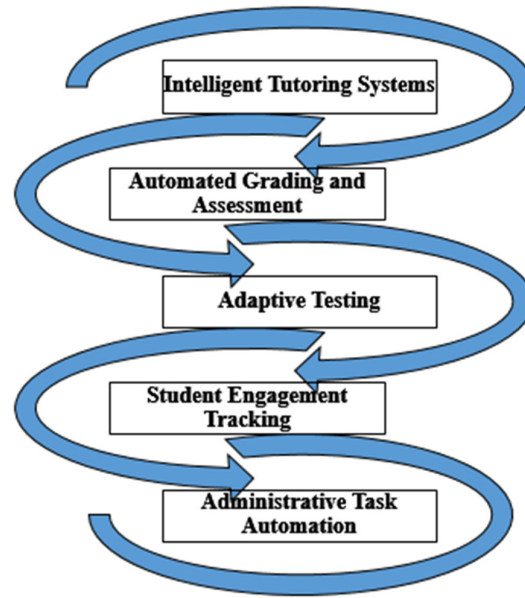 Intelligent Tutoring Systems
Automated Grading and
Assessment
Adaptive Testing
Student Engagement
Tracking
Administrative Task
Automation